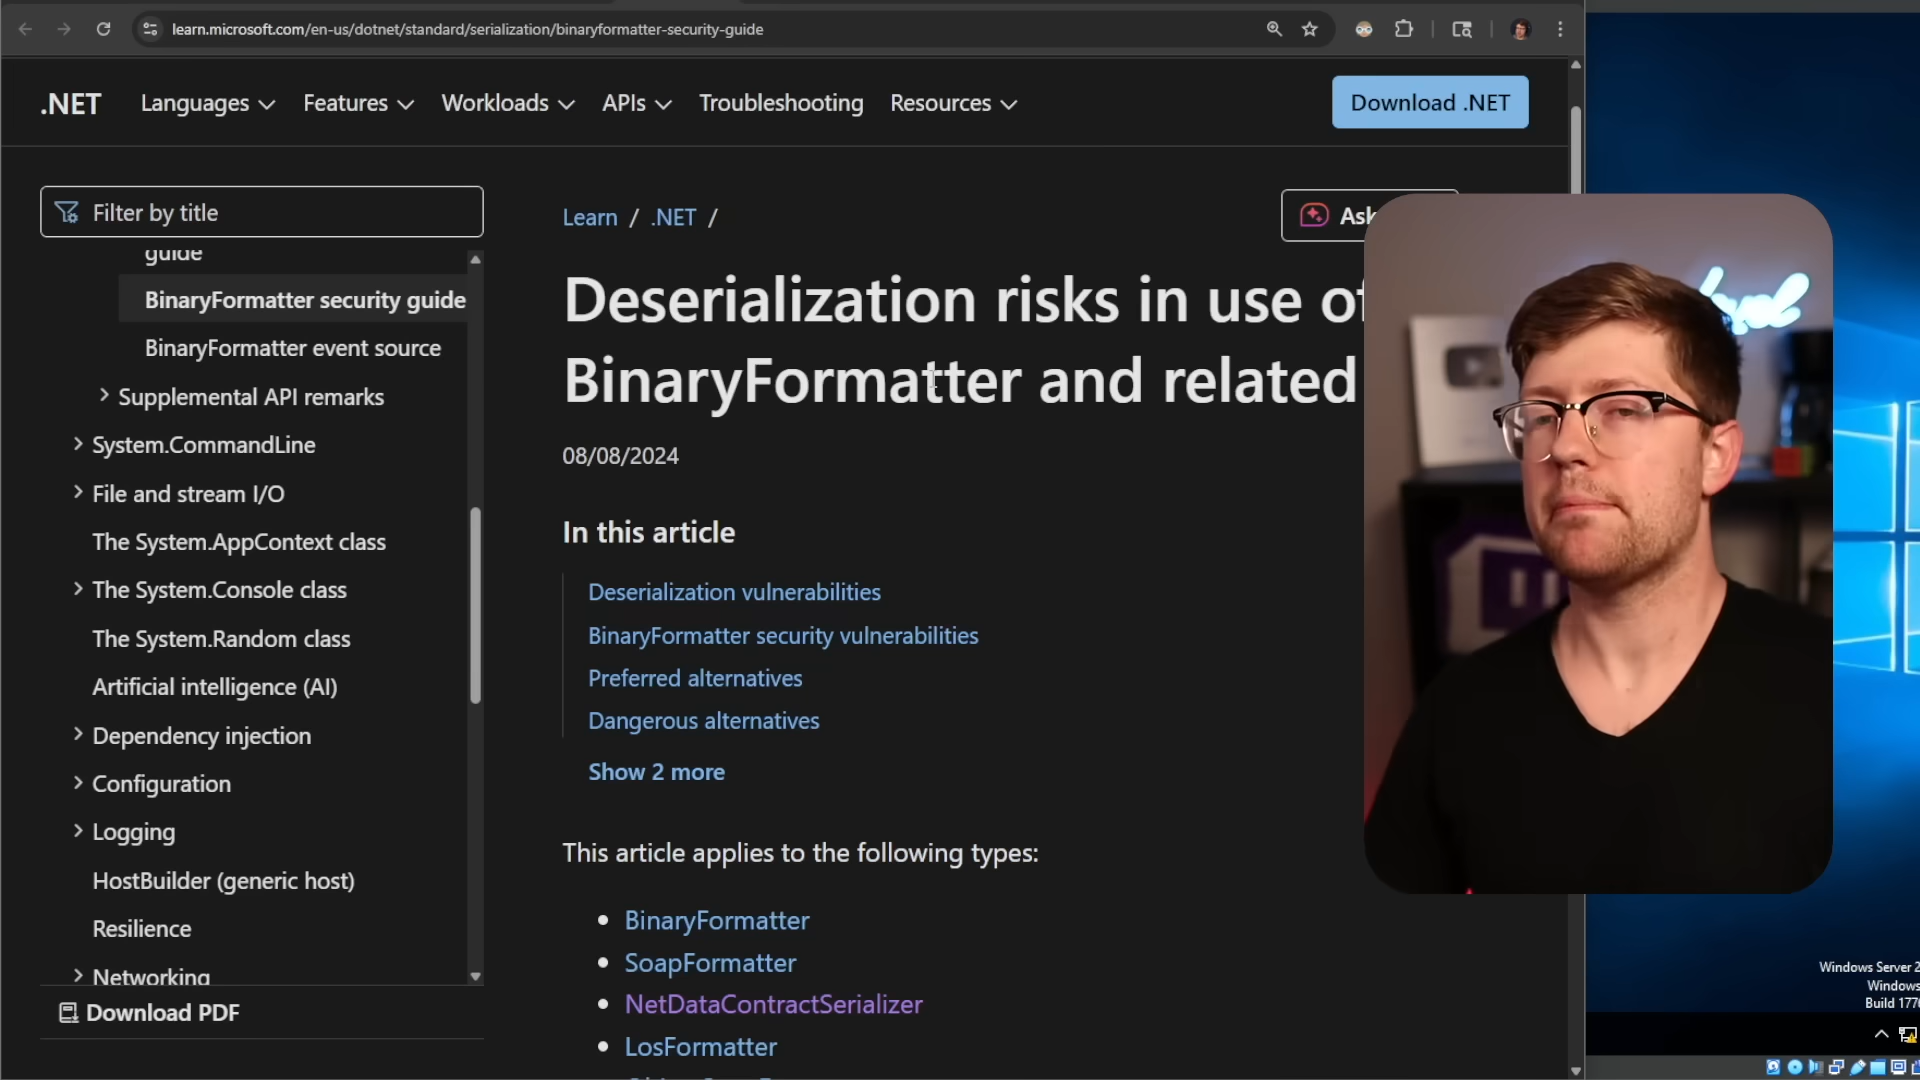 learn.microsoft.com/en-us/dotnet/standard/serialization/binaryformatter-security-guide
.NET Languages Features Workloads APIs Troubleshooting Resources Download .NET
Filter by title
guide
BinaryFormatter security guide
BinaryFormatter event source
Supplemental API remarks
System.CommandLine
File and stream I/O
The System.AppContext class
The System.Console class
The System.Random class
Artificial intelligence (AI)
Dependency injection
Configuration
Logging
HostBuilder (generic host)
Resilience
Networking
Download PDF
Learn / .NET /
Ask
Deserialization risks in use of
BinaryFormatter and related
08/08/2024
In this article
Deserialization vulnerabilities
BinaryFormatter security vulnerabilities
Preferred alternatives
Dangerous alternatives
Show 2 more
This article applies to the following types:
• BinaryFormatter
• SoapFormatter
• NetDataContractSerializer
• LosFormatter
Windows Server
Windows
Build